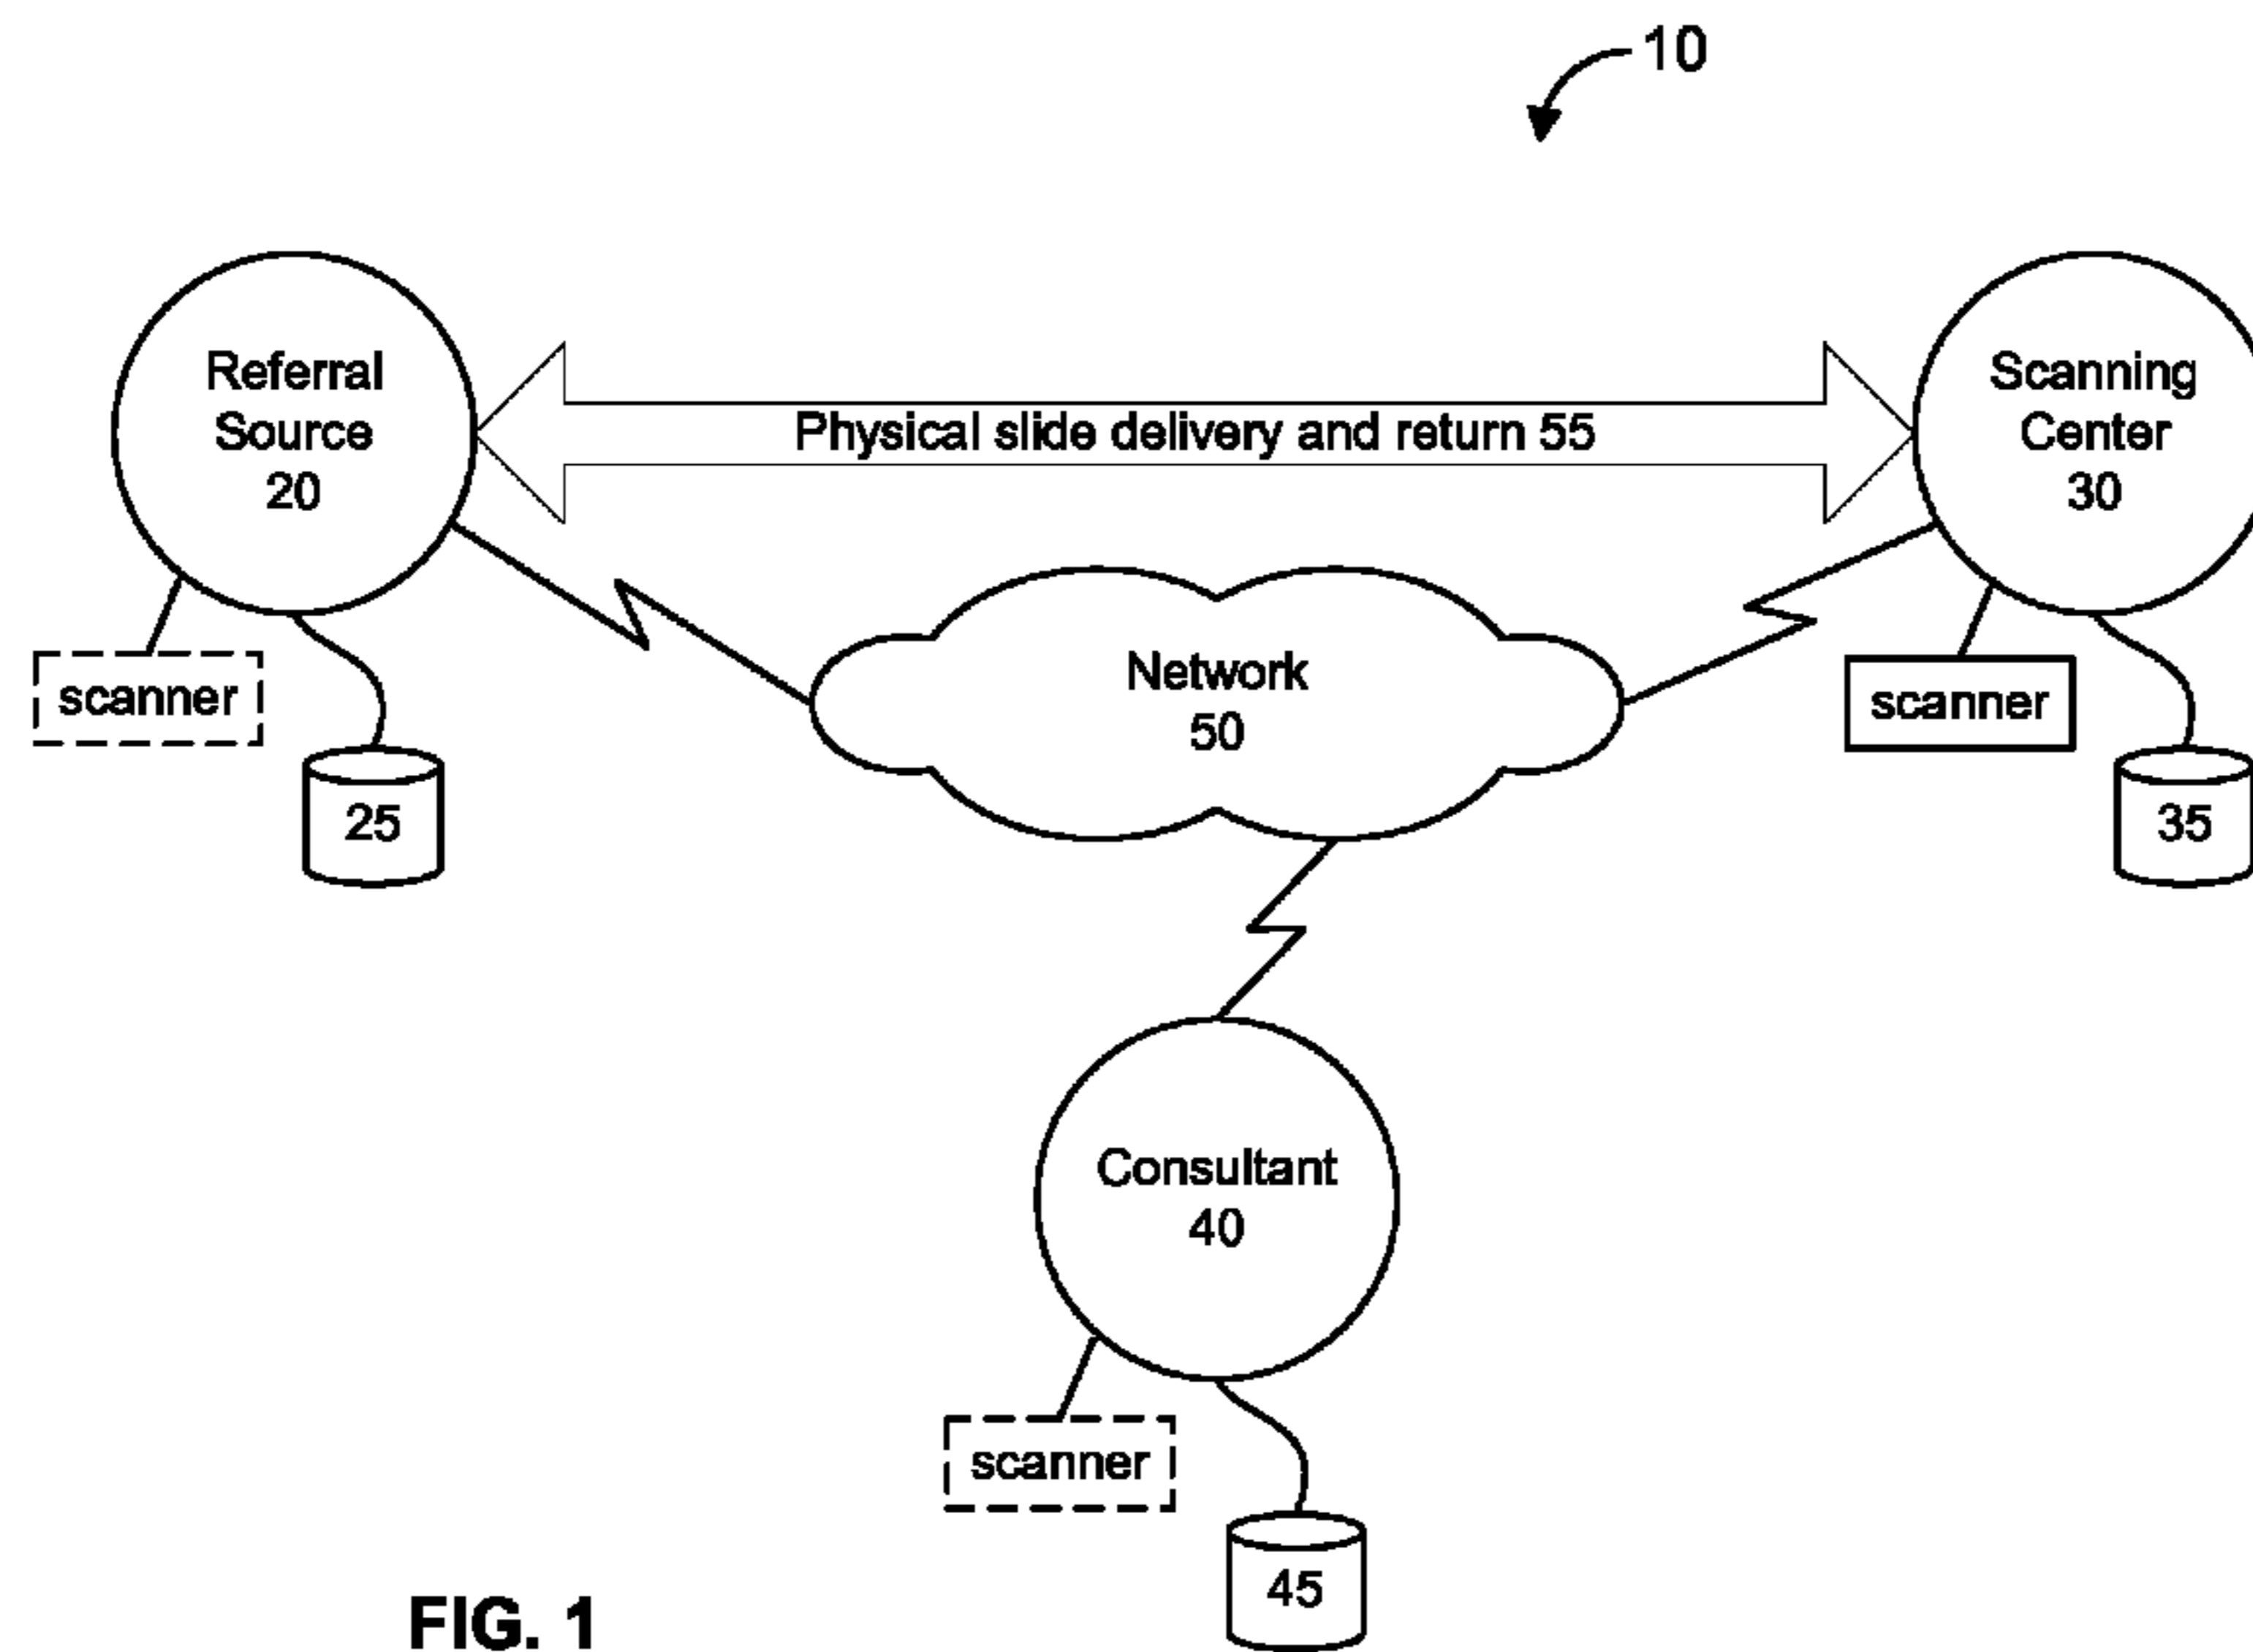 10
Referral
Source
20
Physical slide delivery and return 55
Scanning
Center
30
scanner
25
Network
50
scanner
35
Consultant
40
scanner
45
FIG. 1